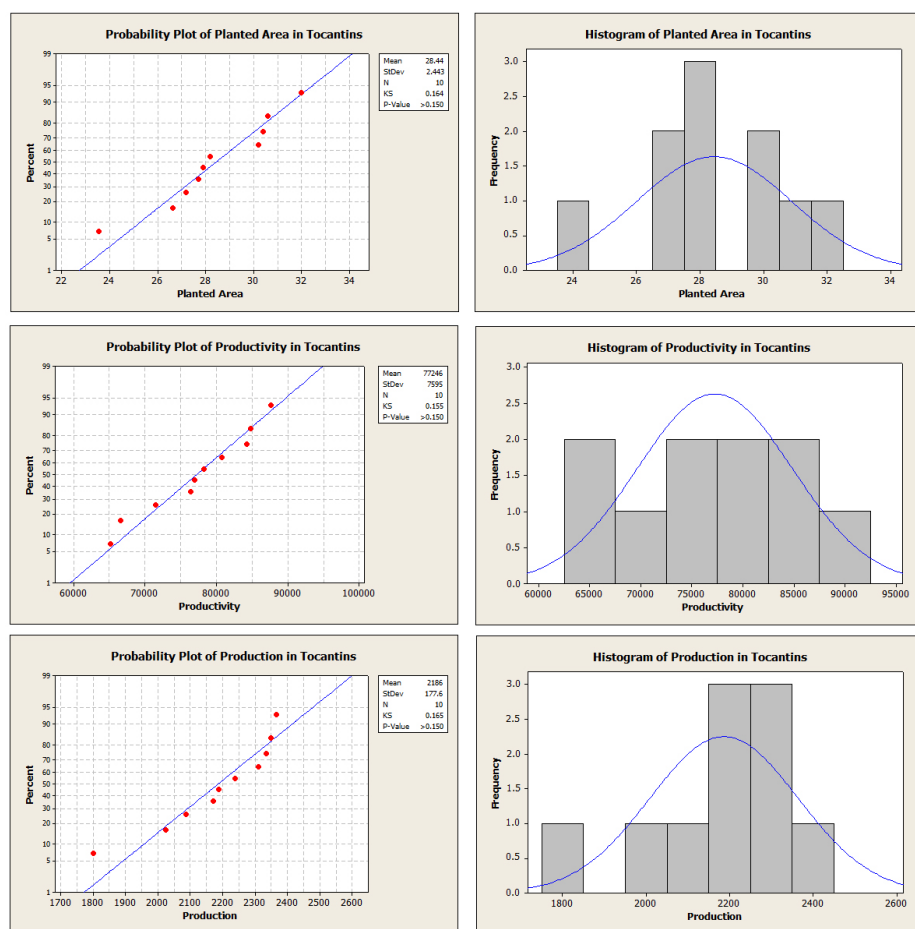 Probability Plot of Planted Area in Tocantins
Percent
99
95
90
80
70
60
50
40
30
20
10
5
1
22 24 26 28 30 32 34
Planted Area
Mean 28.44
StDev 2.443
N 10
KS 0.164
P-Value >0.150
Histogram of Planted Area in Tocantins
Frequency
3.0
2.5
2.0
1.5
1.0
0.5
0.0
24 26 28 30 32 34
Planted Area
Probability Plot of Productivity in Tocantins
Percent
99
95
90
80
70
60
50
40
30
20
10
5
1
60000 70000 80000 90000 100000
Productivity
Mean 77246
StDev 7595
N 10
KS 0.155
P-Value >0.150
Histogram of Productivity in Tocantins
Frequency
3.0
2.5
2.0
1.5
1.0
0.5
0.0
60000 65000 70000 75000 80000 85000 90000 95000
Productivity
Probability Plot of Production in Tocantins
Percent
99
95
90
80
70
60
50
40
30
20
10
5
1
1700 1800 1900 2000 2100 2200 2300 2400 2500 2600
Production
Mean 2186
StDev 177.6
N 10
KS 0.165
P-Value >0.150
Histogram of Production in Tocantins
Frequency
3.0
2.5
2.0
1.5
1.0
0.5
0.0
1800 2000 2200 2400 2600
Production